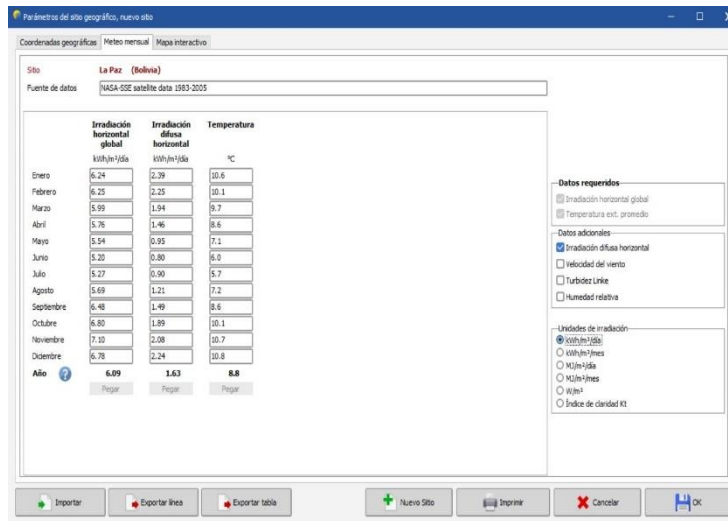 Parámetros del sitio geográfico, nuevo sitio
Coordenadas geográficas Meteo mensual Mapa interactivo
Sitio La Paz (Bolivia)
Fuente de datos NASA-SSE satellite data 1983-2005
Irradiación horizontal global Irradiación difusa horizontal Temperatura
kWh/m²/día kWh/m²/día °C
Enero 6.24 2.39 10.6
Febrero 6.25 2.25 10.1
Marzo 5.99 1.94 9.7
Abril 5.76 1.46 8.6
Mayo 5.54 0.95 7.1
Junio 5.20 0.80 6.0
Julio 5.27 0.90 5.7
Agosto 5.69 1.21 7.2
Septiembre 6.48 1.49 8.6
Octubre 6.80 1.89 10.1
Noviembre 7.10 2.08 10.7
Diciembre 6.78 2.24 10.8
Año ? 6.09 1.63 8.8
Pegar Pegar Pegar
Datos requeridos
Irradiación horizontal global
Temperatura ext. promedio
Datos adicionales
Irradiación difusa horizontal
Velocidad del viento
Turbidez Linke
Humedad relativa
Unidades de irradiación
kWh/m²/día
kWh/m²/mes
MJ/m²/día
MJ/m²/mes
W/m²
Índice de claridad Kt
Importar Exportar línea Exportar tabla Nuevo Sitio Imprimir Cancelar OK